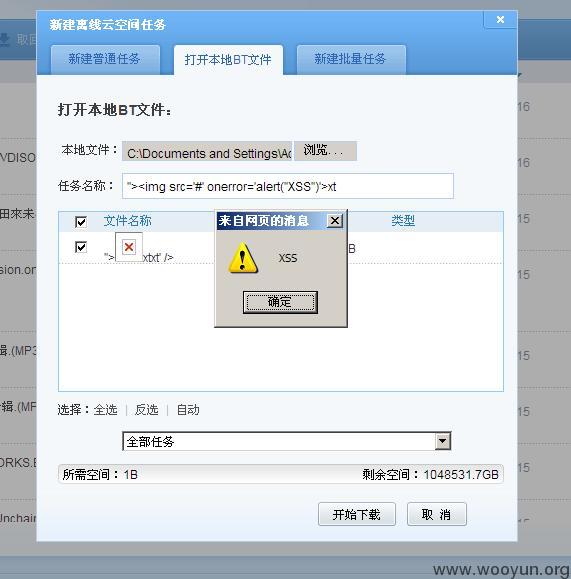 新建离线云空间任务
取回
新建普通任务
打开本地BT文件
新建批量任务
打开本地BT文件：
16
本地文件：
C:\Documents and Settings\Ad
浏览...
/DISO
16
任务名称：
"><img src='#' onerror='alert("XSS")'>xt
田來未
15
文件名称
来自网页的消息
类型
">
xtxt' />
XSS
B
sion.on
15
确定
辑.(MP3
15
辑.(MF
15
选择：全选 | 反选 | 自动
全部任务
ORKS.E
15
所需空间：1B
剩余空间：1048531.7GB
Unchain
15
开始下载
取 消
www.wooyun.org